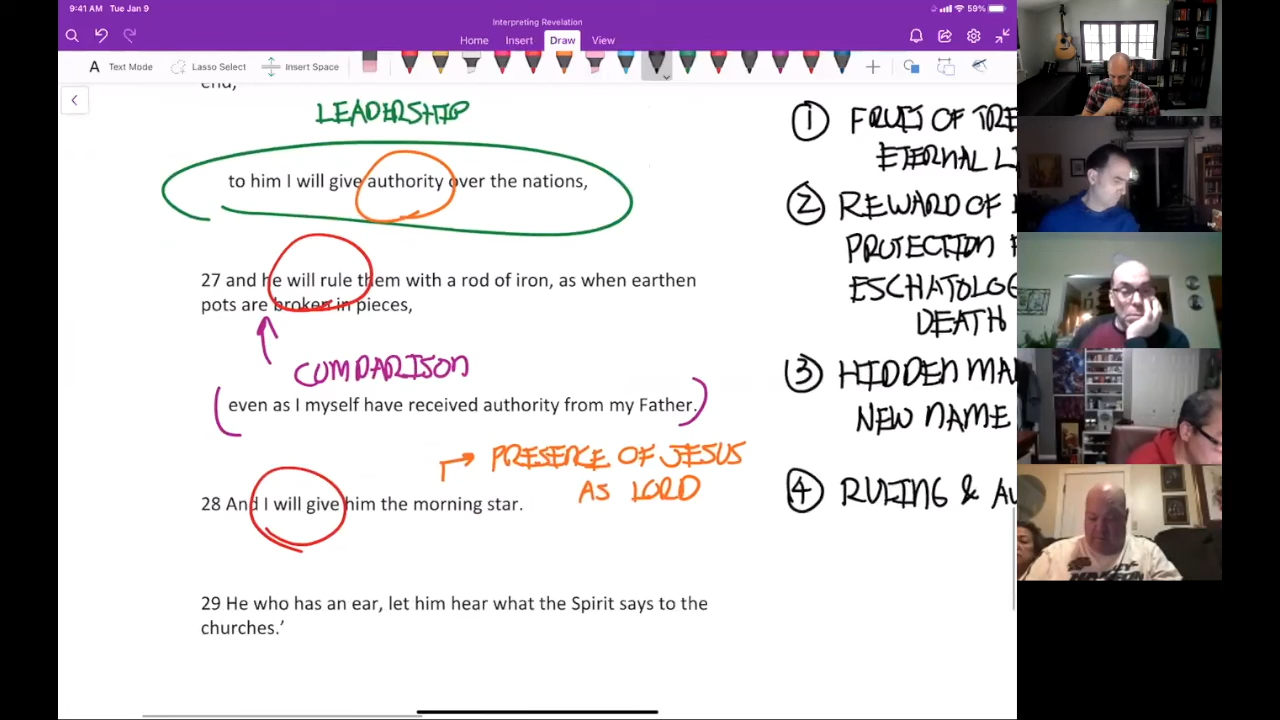 9:41 AM Tue Jan 9
59%
Interpreting Revelation
Home Insert Draw View
A Text Mode Lasso Select Insert Space
end,
LEADERSHIP
to him I will give authority over the nations,
27 and he will rule them with a rod of iron, as when earthen
pots are broken in pieces,
COMPARISON
even as I myself have received authority from my Father.
PRESENCE OF JESUS
AS LORD
28 And I will give him the morning star.
29 He who has an ear, let him hear what the Spirit says to the
churches.’
1 FRUIT OF TRE
ETERNAL LI
2 REWARD OF
PROTECTION
ESCHATOLOG
DEATH
3 HIDDEN MA
NEW NAME
4 RULING & AU